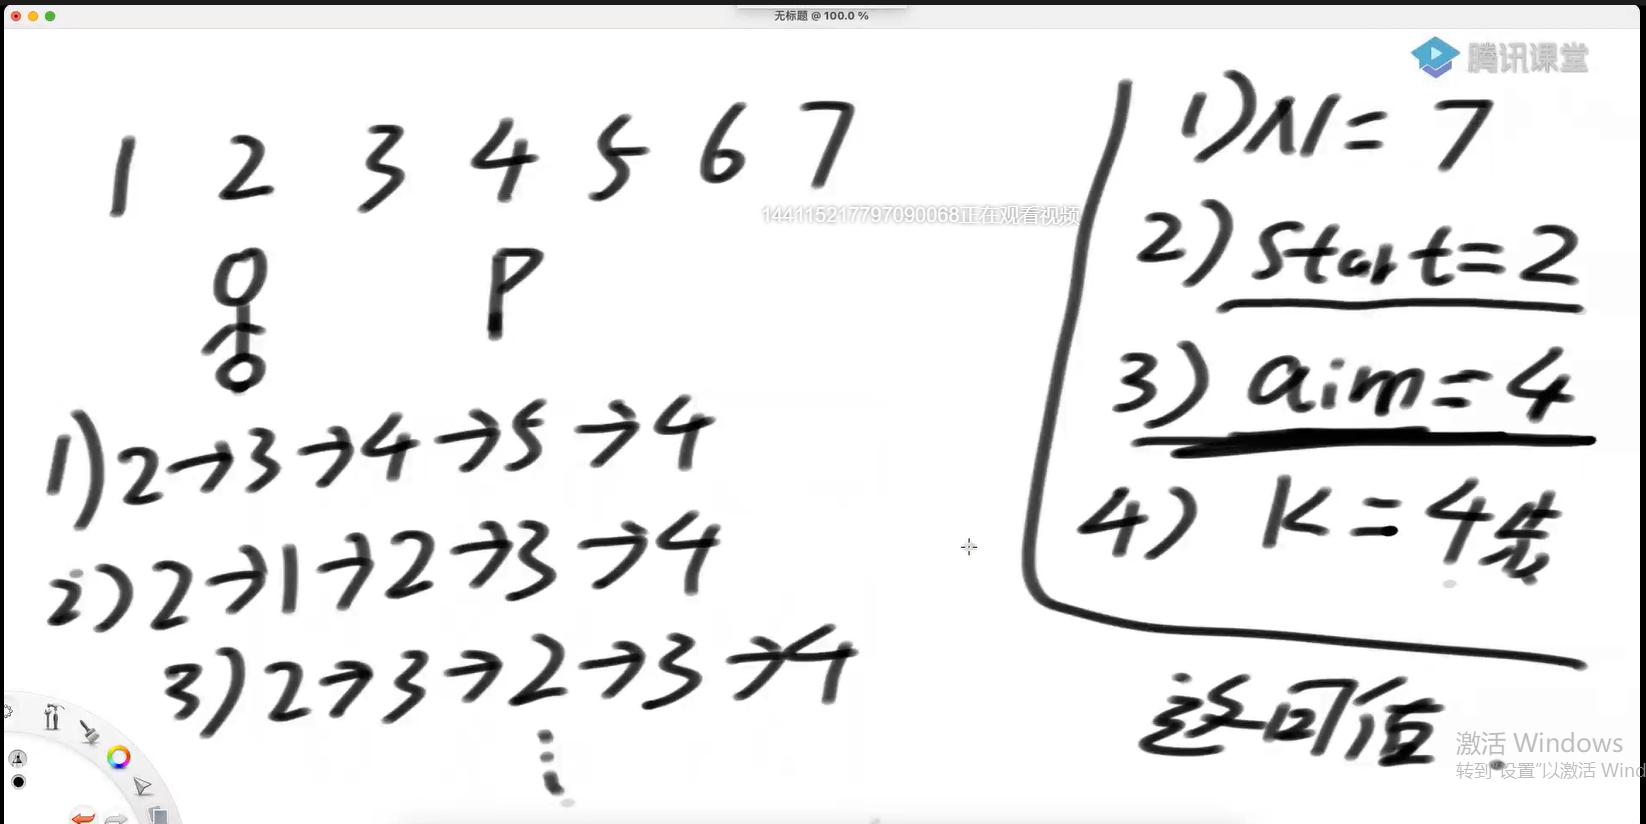 无标题 @ 100.0 %
腾讯课堂
1 2 3 4 5 6 7
144115217797090068正在观看视频
P
1) 2→3→4→5→4
2) 2→1→2→3→4
3) 2→3→2→3→4
1) N = 7
2) start=2
3) aim=4
4) K = 4步
返回值
激活 Windows
转到"设置"以激活 Wind